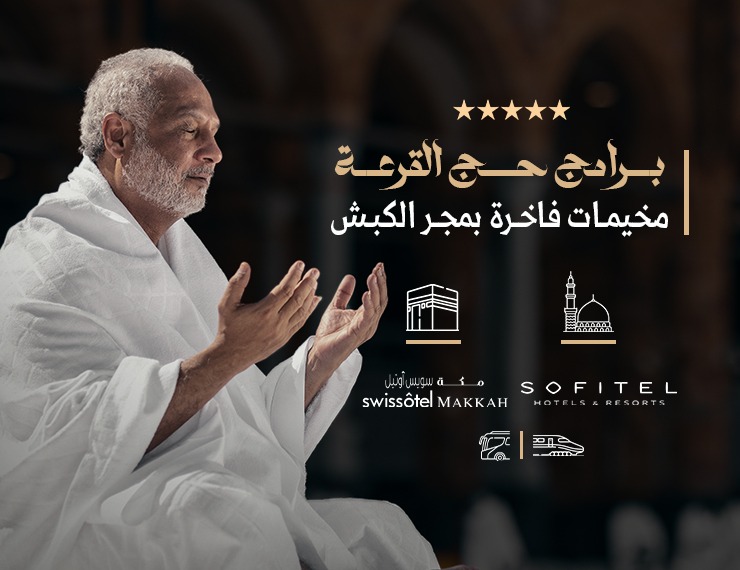 برامج حج القرعة
مخيمات فاخرة بمجر الكبش
مكة سويس أوتيل
swissôtel MAKKAH
SOFITEL
HOTELS & RESORTS